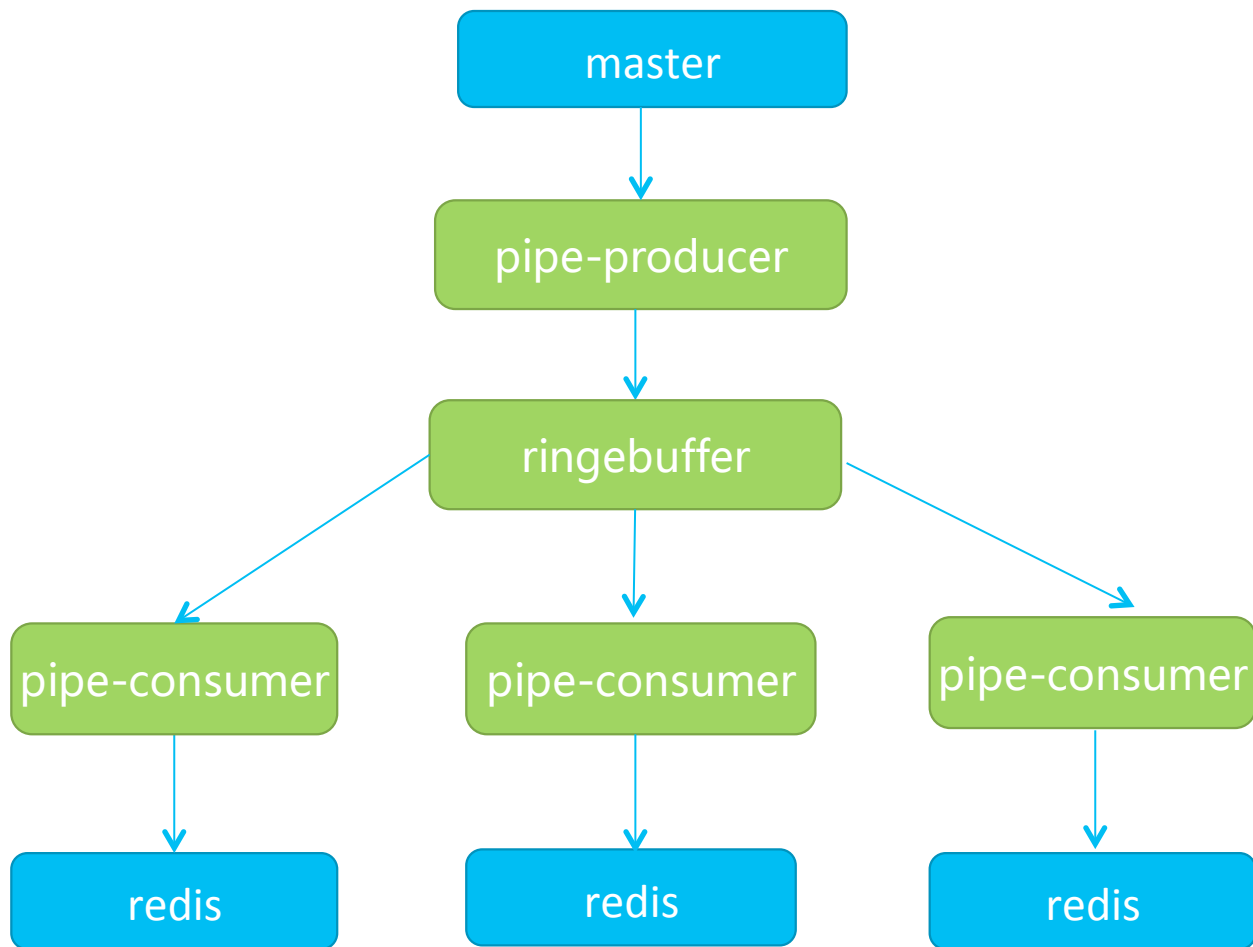 master
pipe-producer
ringebuffer
pipe-consumer
pipe-consumer
pipe-consumer
redis
redis
redis